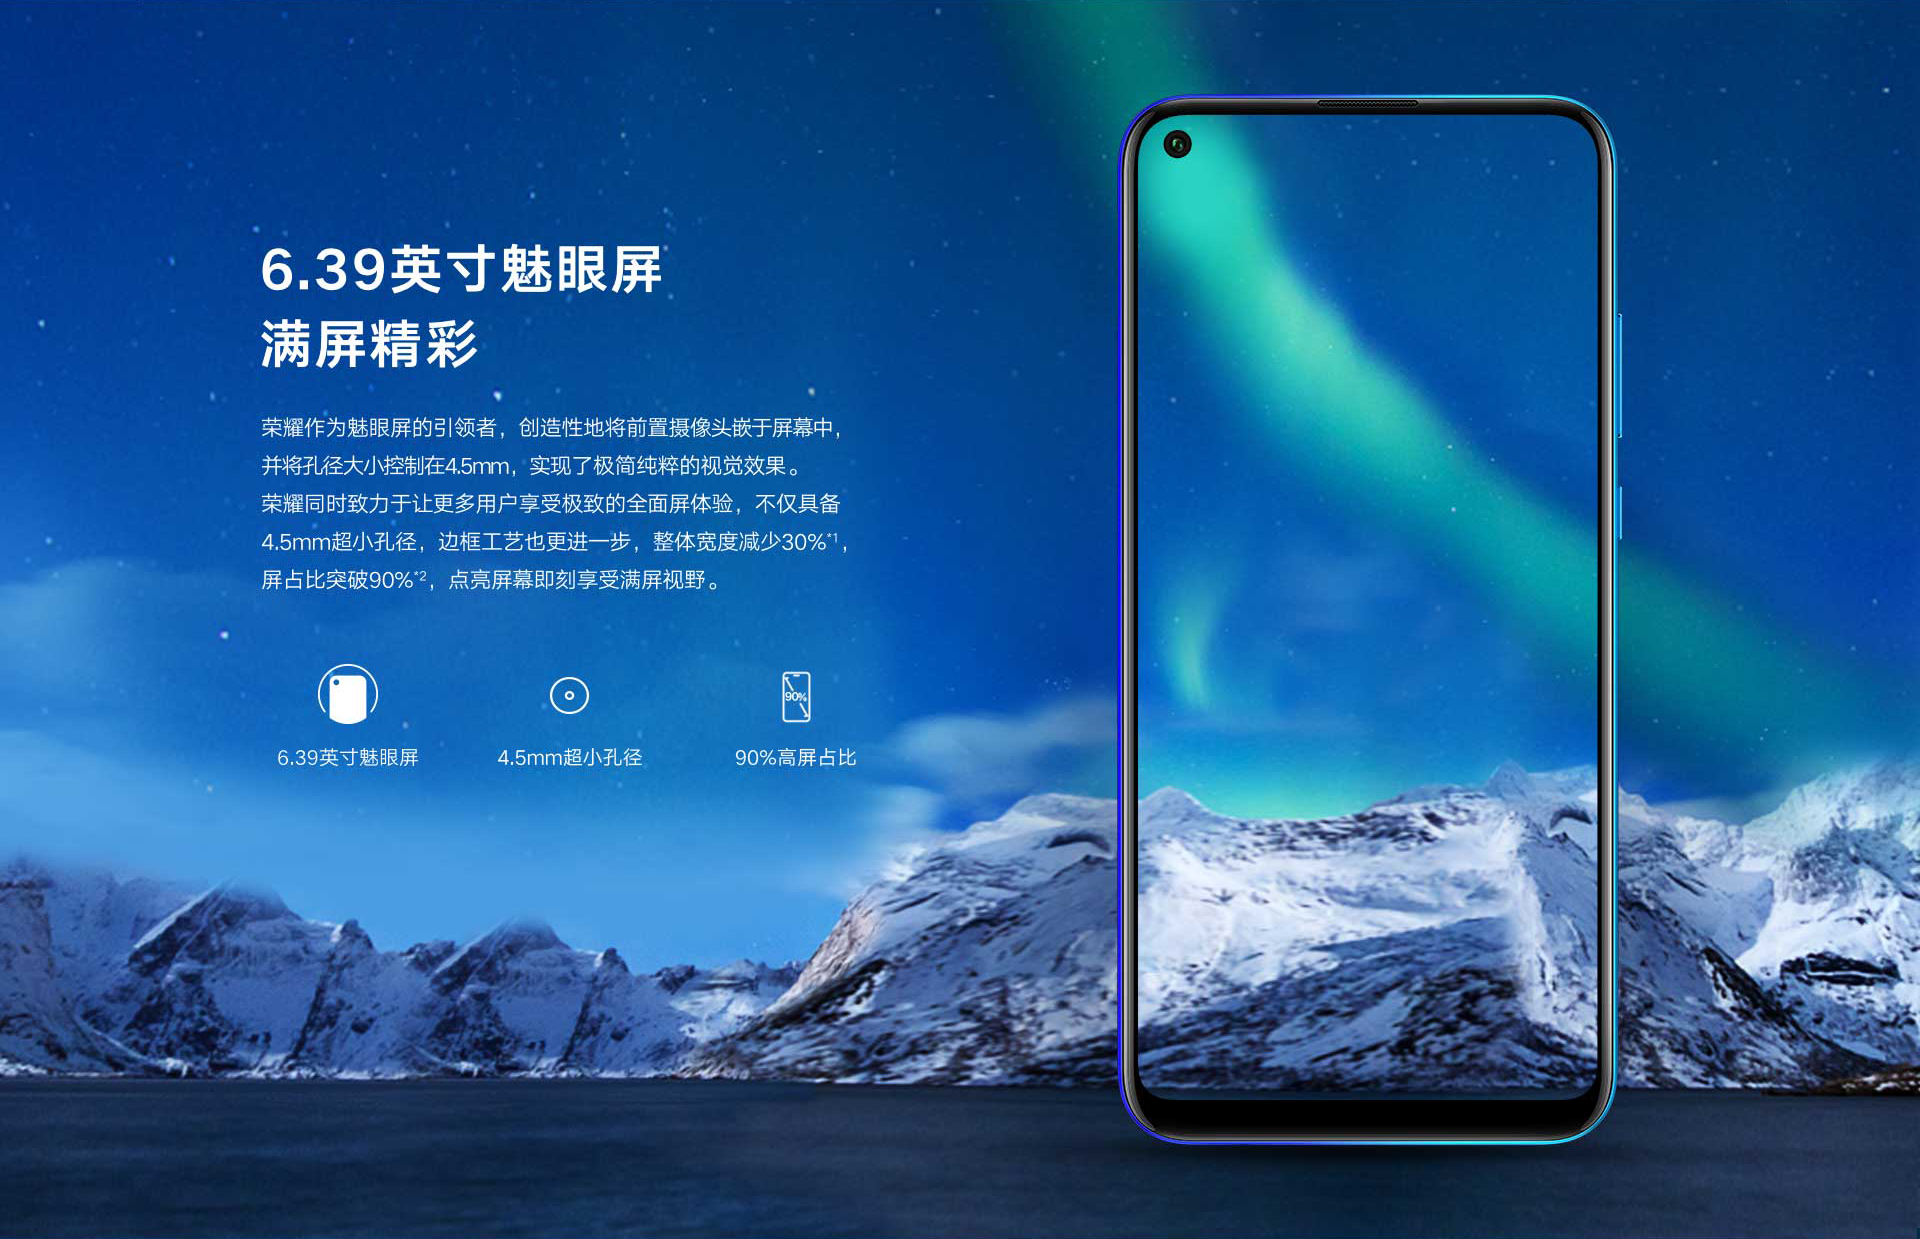 6.39英寸魅眼屏
满屏精彩
荣耀作为魅眼屏的引领者，创造性地将前置摄像头嵌于屏幕中，
并将孔径大小控制在4.5mm，实现了极简纯粹的视觉效果。
荣耀同时致力于让更多用户享受极致的全面屏体验，不仅具备
4.5mm超小孔径，边框工艺也更进一步，整体宽度减少30%*1，
屏占比突破90%*2，点亮屏幕即刻享受满屏视野。
90%
6.39英寸魅眼屏
4.5mm超小孔径
90%高屏占比